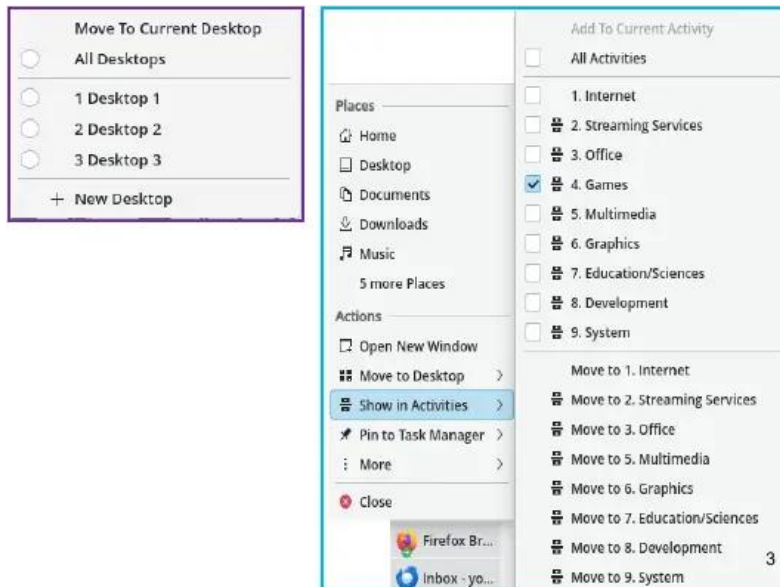 Move To Current Desktop
All Desktops
1 Desktop 1
2 Desktop 2
3 Desktop 3
+ New Desktop
Places
Home
Desktop
Documents
Downloads
Music
5 more Places
Actions
Open New Window
Move to Desktop
Show in Activities
Pin to Task Manager
More
Close
Firefox Br...
Inbox - yo...
Add To Current Activity
All Activities
1. Internet
2. Streaming Services
3. Office
4. Games
5. Multimedia
6. Graphics
7. Education/Sciences
8. Development
9. System
Move to 1. Internet
Move to 2. Streaming Services
Move to 3. Office
Move to 5. Multimedia
Move to 6. Graphics
Move to 7. Education/Sciences
Move to 8. Development
Move to 9. System
3